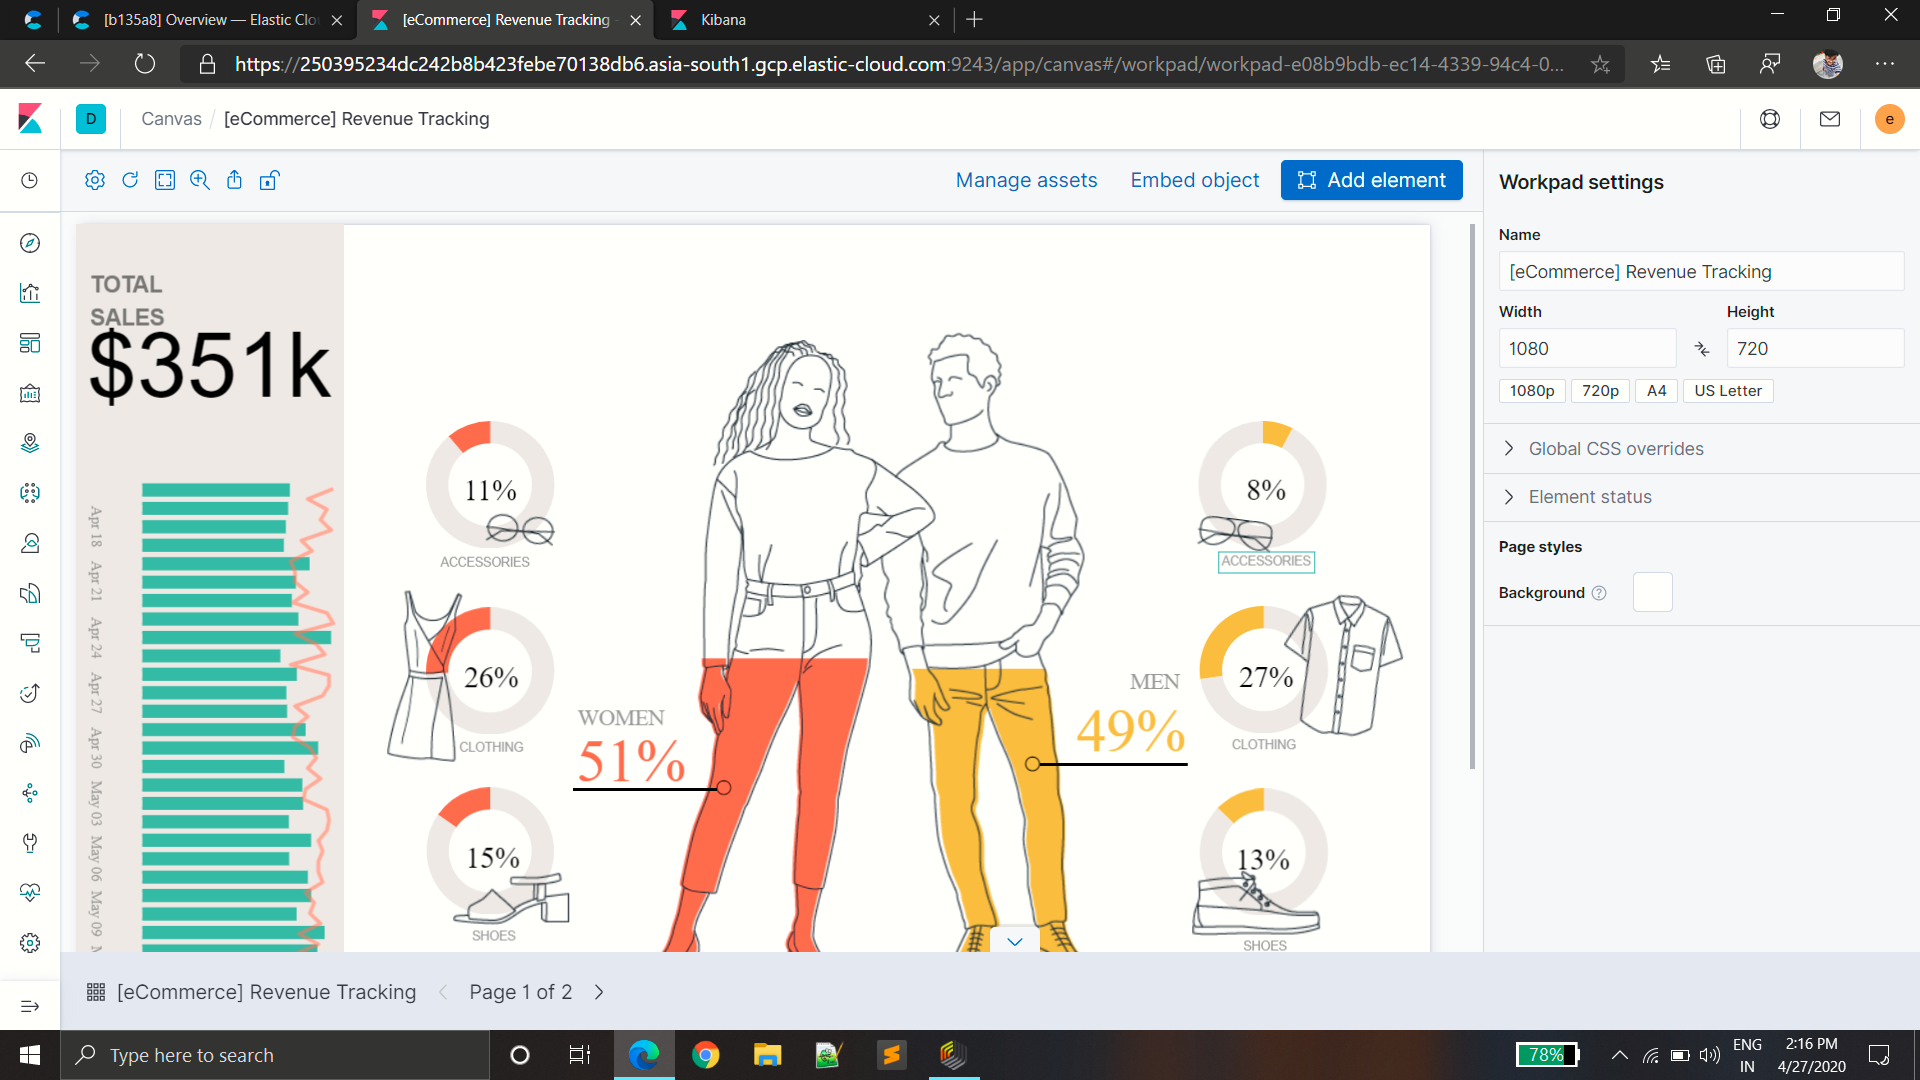 [b135a8] Overview — Elastic Clo
[eCommerce] Revenue Tracking -
Kibana
https://250395234dc242b8b423febe70138db6.asia-south1.gcp.elastic-cloud.com:9243/app/canvas#/workpad/workpad-e08b9bdb-ec14-4339-94c4-0...
D
Canvas / [eCommerce] Revenue Tracking
e
Manage assets
Embed object
Add element
Workpad settings
Name
[eCommerce] Revenue Tracking
Width
Height
1080
720
1080p
720p
A4
US Letter
Global CSS overrides
Element status
Page styles
Background
TOTAL
SALES
$351k
Apr 18
Apr 21
Apr 24
Apr 27
Apr 30
May 03
May 06
May 09
11%
ACCESSORIES
26%
CLOTHING
15%
SHOES
WOMEN
51%
MEN
49%
8%
ACCESSORIES
27%
CLOTHING
13%
SHOES
[eCommerce] Revenue Tracking
Page 1 of 2
Type here to search
78%
ENG
IN
2:16 PM
4/27/2020